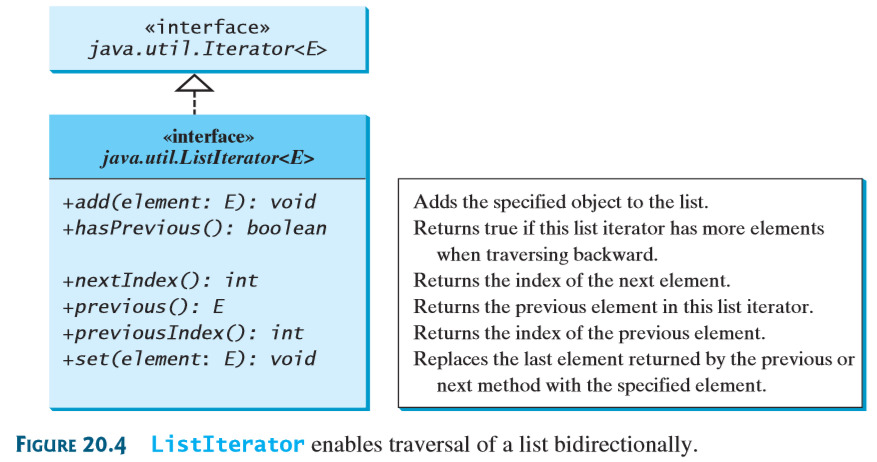 «interface»
java.util.Iterator<E>
«interface»
java.util.ListIterator<E>
+add(element: E): void
+hasPrevious(): boolean
+nextIndex(): int
+previous(): E
+previousIndex(): int
+set(element: E): void
Adds the specified object to the list.
Returns true if this list iterator has more elements
when traversing backward.
Returns the index of the next element.
Returns the previous element in this list iterator.
Returns the index of the previous element.
Replaces the last element returned by the previous or
next method with the specified element.
FIGURE 20.4 ListIterator enables traversal of a list bidirectionally.